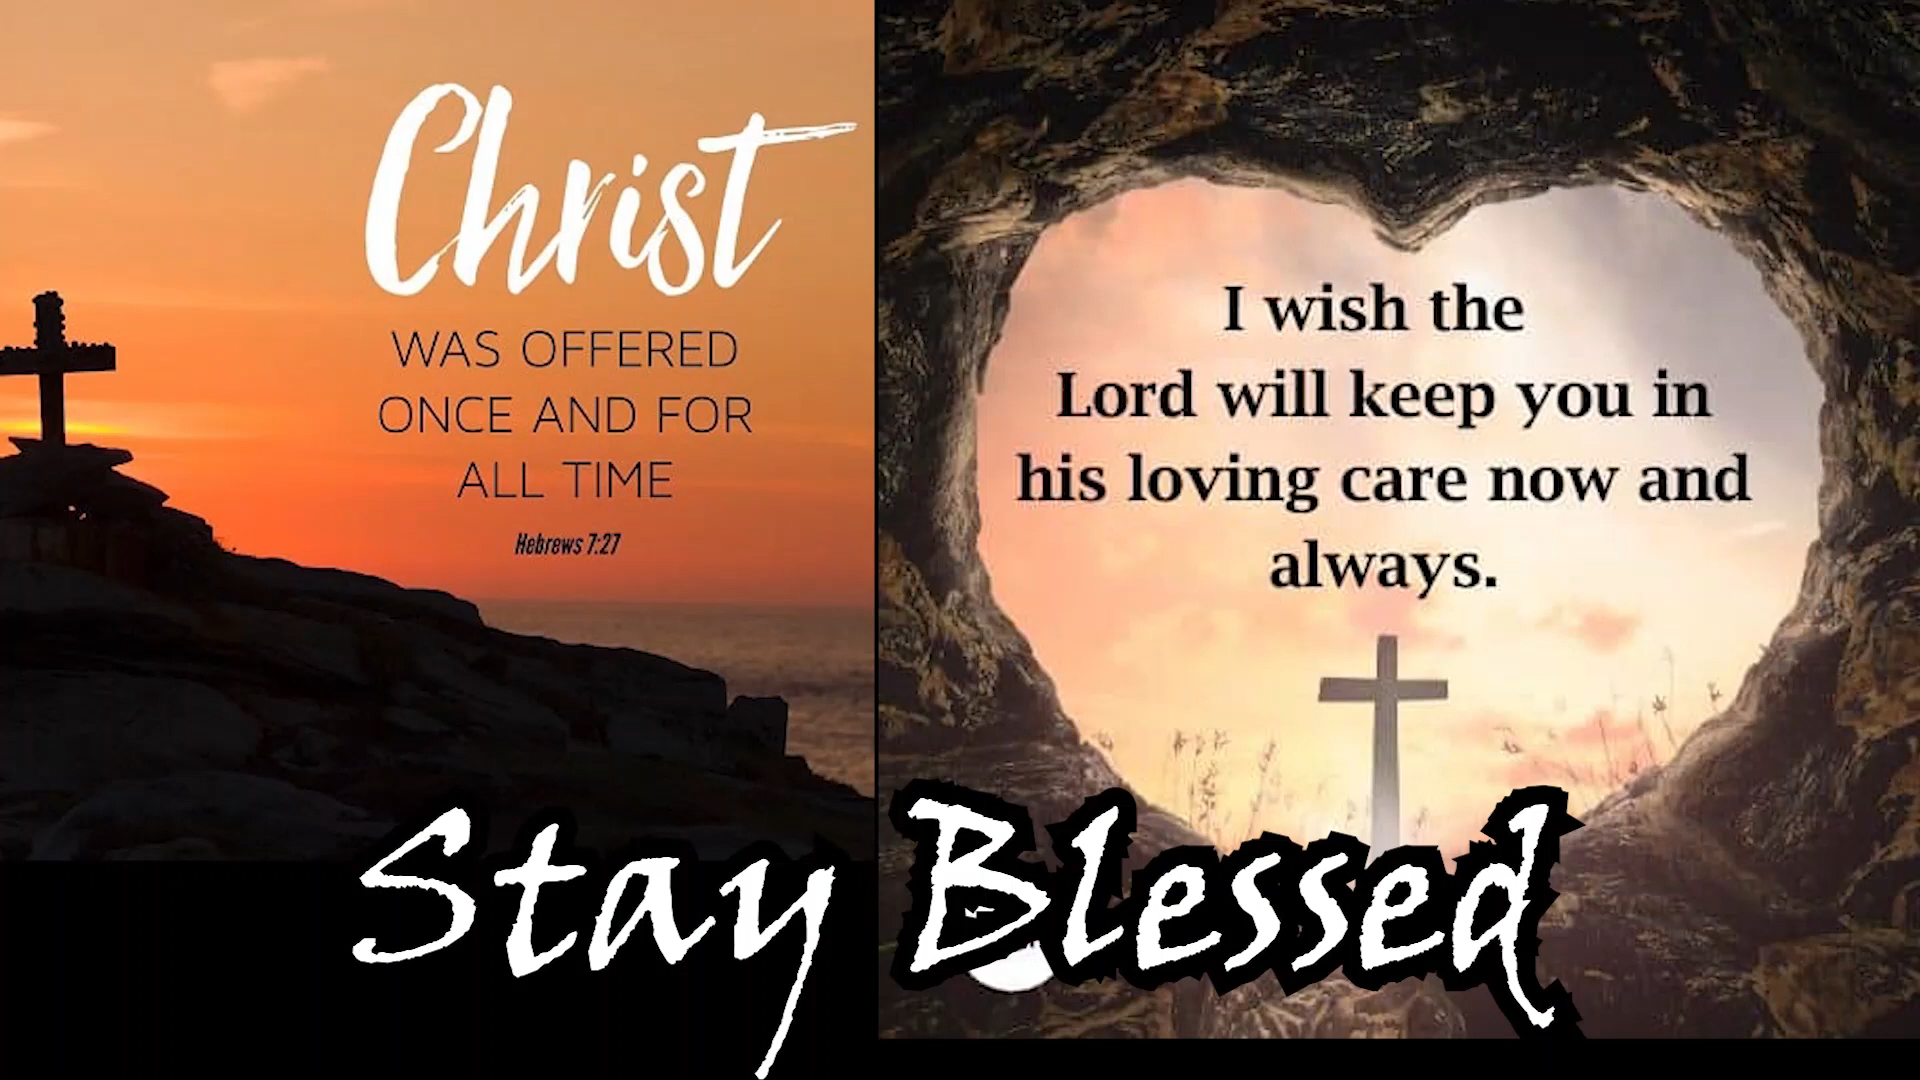 Christ
WAS OFFERED
ONCE AND FOR
ALL TIME
Hebrews 7:27
I wish the
Lord will keep you in
his loving care now and
always.
Stay Blessed